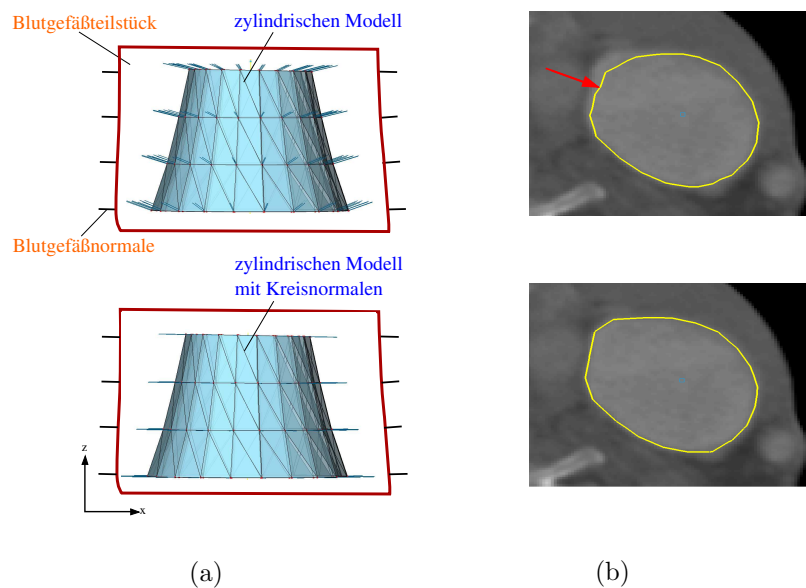 Blutgefäßteilstück
zylindrischen Modell
Blutgefäßnormale
zylindrischen Modell
mit Kreisnormalen
z
x
(a)
(b)